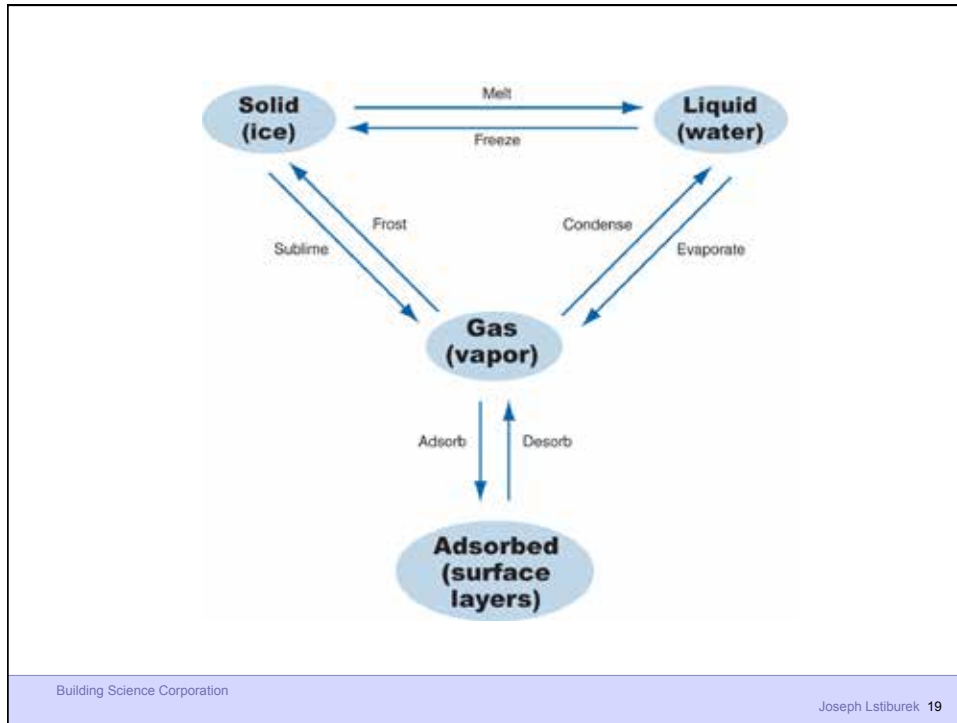 Solid
(ice)
Melt
Freeze
Liquid
(water)
Frost
Sublime
Condense
Evaporate
Gas
(vapor)
Adsorb
Desorb
Adsorbed
(surface
layers)
Building Science Corporation
Joseph Lstiburek 19